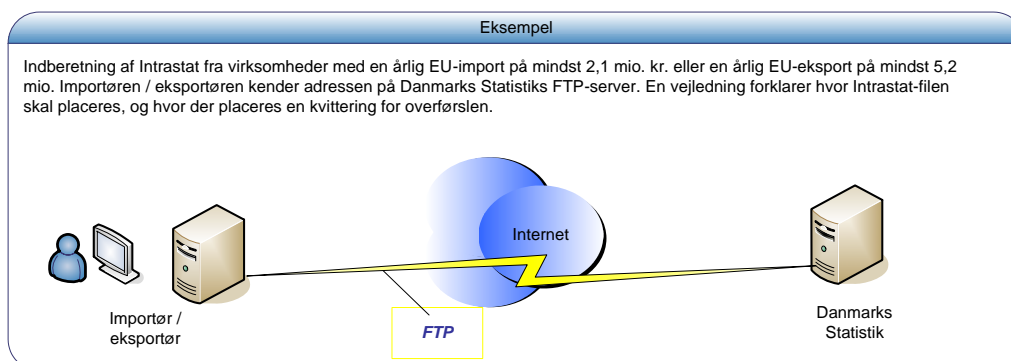 Eksempel
Indberetning af Intrastat fra virksomheder med en årlig EU-import på mindst 2,1 mio. kr. eller en årlig EU-eksport på mindst 5,2
mio. Importøren / eksportøren kender adressen på Danmarks Statistiks FTP-server. En vejledning forklarer hvor Intrastat-filen
skal placeres, og hvor der placeres en kvittering for overførslen.
Internet
Importør /
eksportør
FTP
Danmarks
Statistik